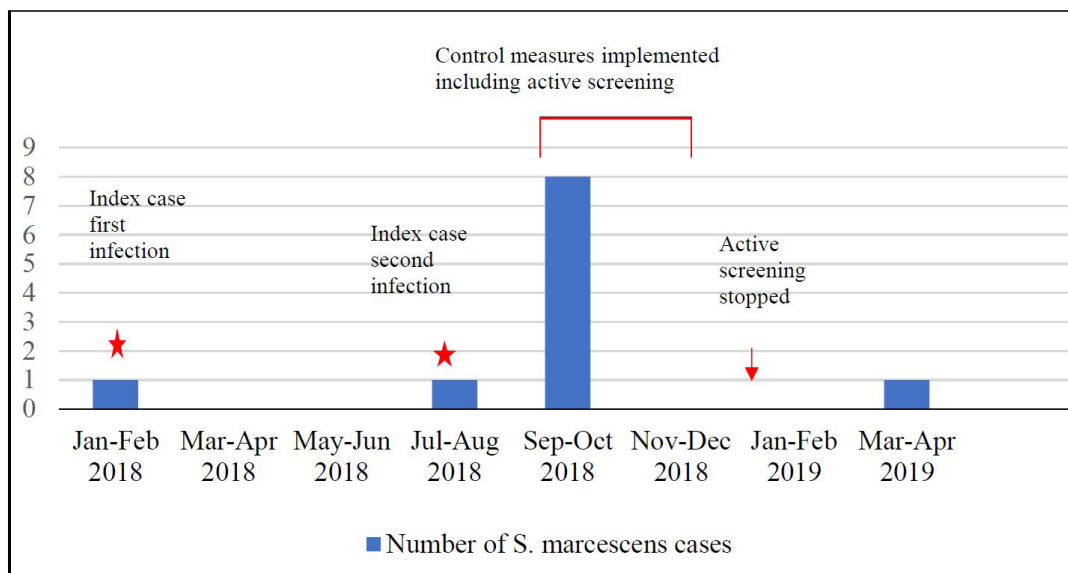 Control measures implemented
including active screening
9
8
7
6
5
4
3
2
1
0
Index case
first
infection
Index case
second
infection
Active
screening
stopped
Jan-Feb Mar-Apr May-Jun Jul-Aug Sep-Oct Nov-Dec Jan-Feb Mar-Apr
2018 2018 2018 2018 2018 2018 2019 2019
Number of S. marcescens cases